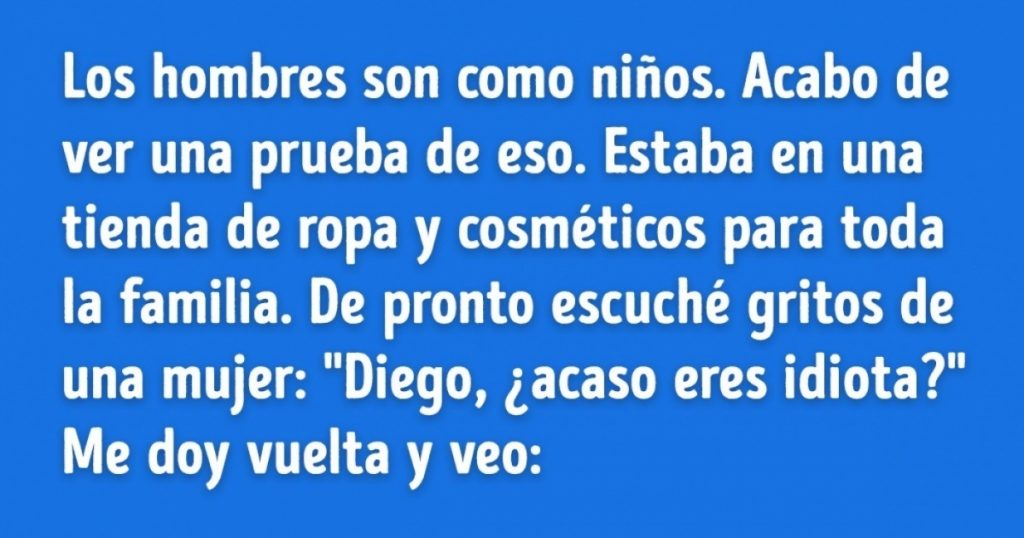 Los hombres son como niños. Acabo de
ver una prueba de eso. Estaba en una
tienda de ropa y cosméticos para toda
la familia. De pronto escuché gritos de
una mujer: "Diego, ¿acaso eres idiota?"
Me doy vuelta y veo: